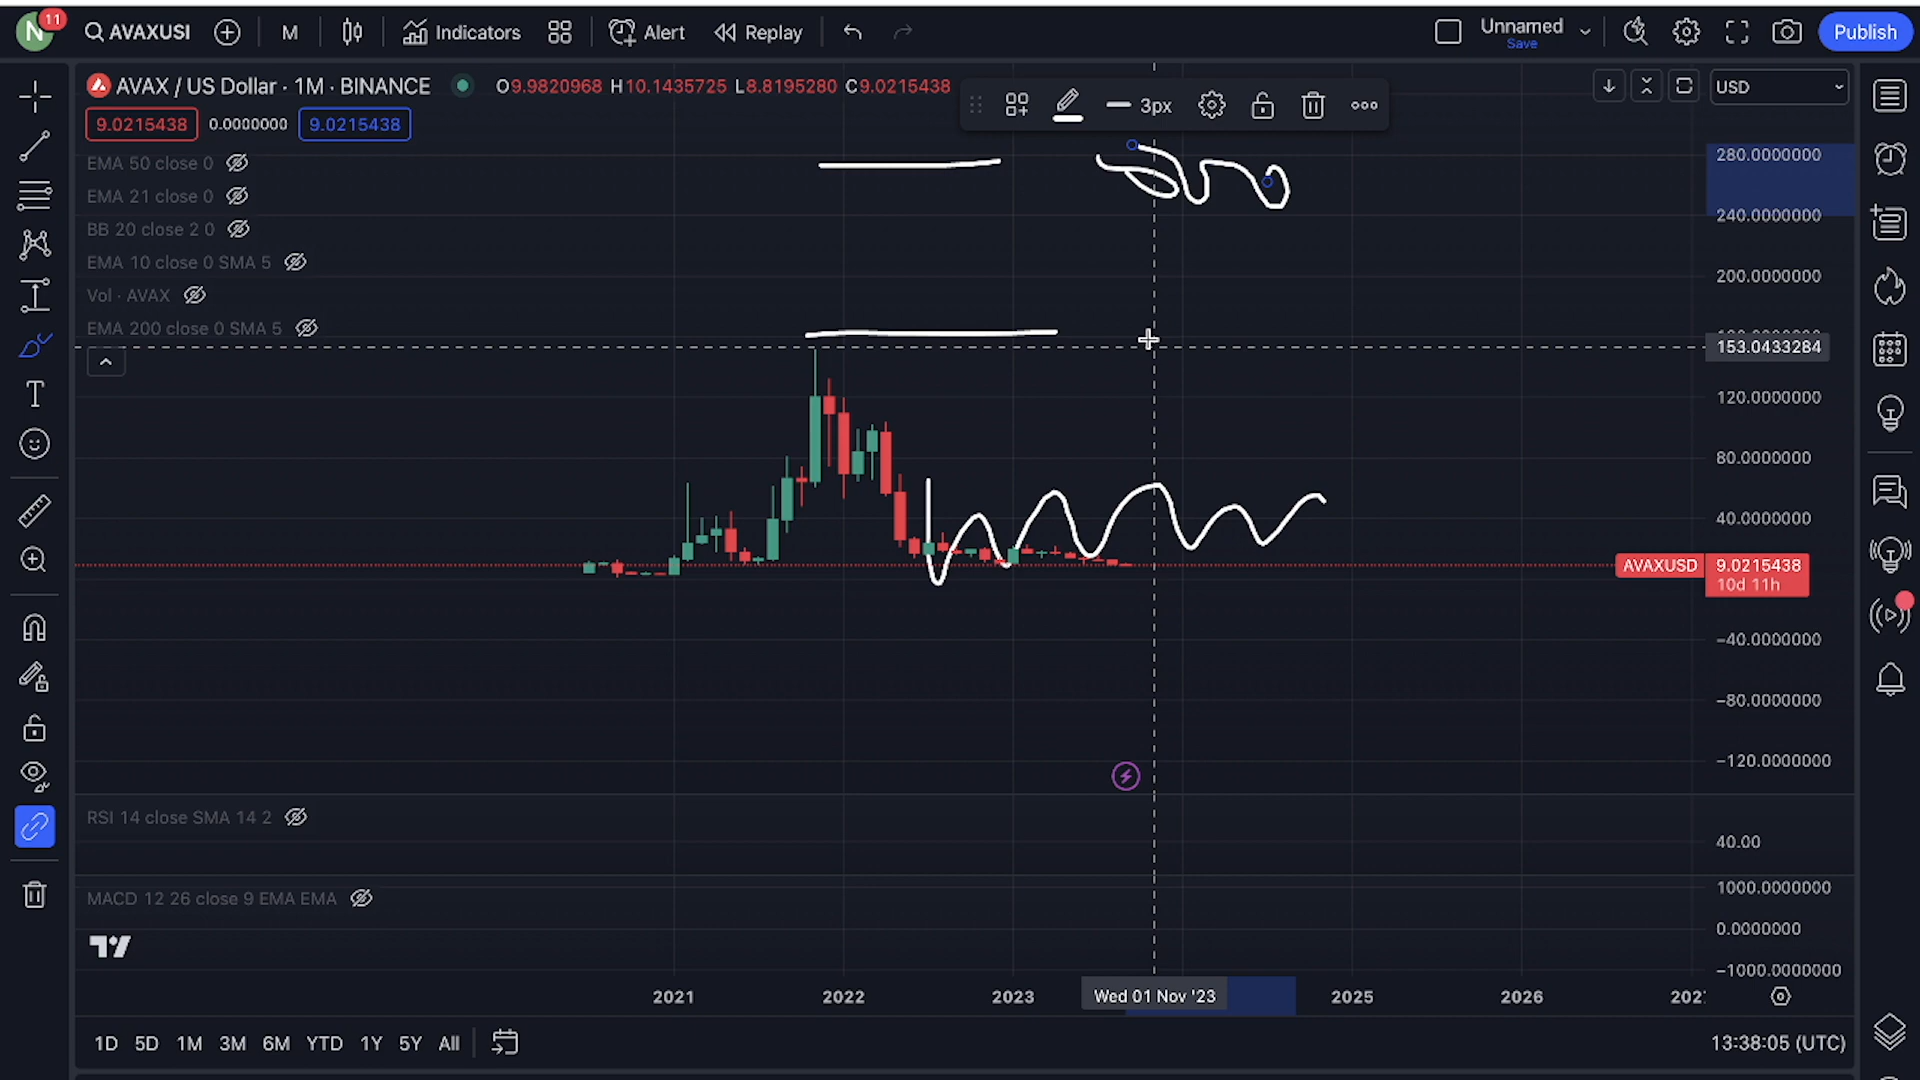 N 11 AVAXUSI M Indicators Alert Replay Unnamed Save Publish
AVAX / US Dollar · 1M · BINANCE O9.9820968 H10.1435725 L8.8195280 C9.0215438 3px USD
9.0215438 0.0000000 9.0215438
EMA 50 close 0
EMA 21 close 0
BB 20 close 2 0
EMA 10 close 0 SMA 5
Vol · AVAX
EMA 200 close 0 SMA 5
280.0000000
240.0000000
200.0000000
153.0433284
120.0000000
80.0000000
40.0000000
AVAXUSD 9.0215438
10d 11h
−40.0000000
−80.0000000
−120.0000000
RSI 14 close SMA 14 2
40.00
MACD 12 26 close 9 EMA EMA
1000.0000000
0.0000000
−1000.0000000
2021 2022 2023 Wed 01 Nov '23 2025 2026
1D 5D 1M 3M 6M YTD 1Y 5Y All 13:38:05 (UTC)